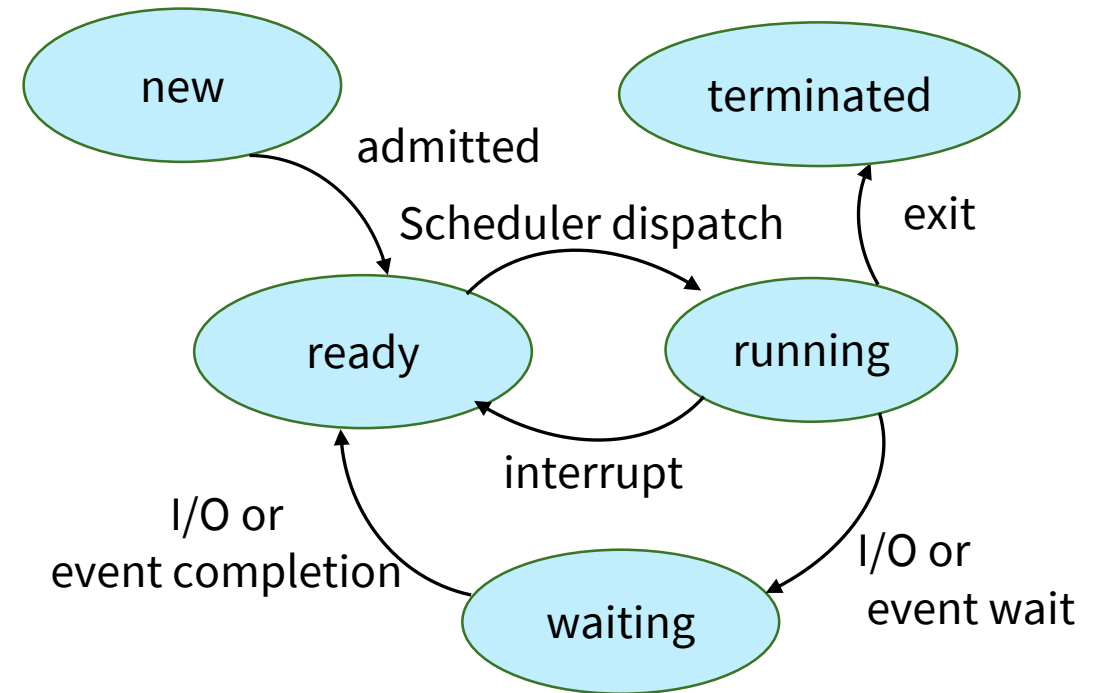 new
terminated
admitted
Scheduler dispatch
exit
ready
running
interrupt
I/O or
event completion
I/O or
event wait
waiting